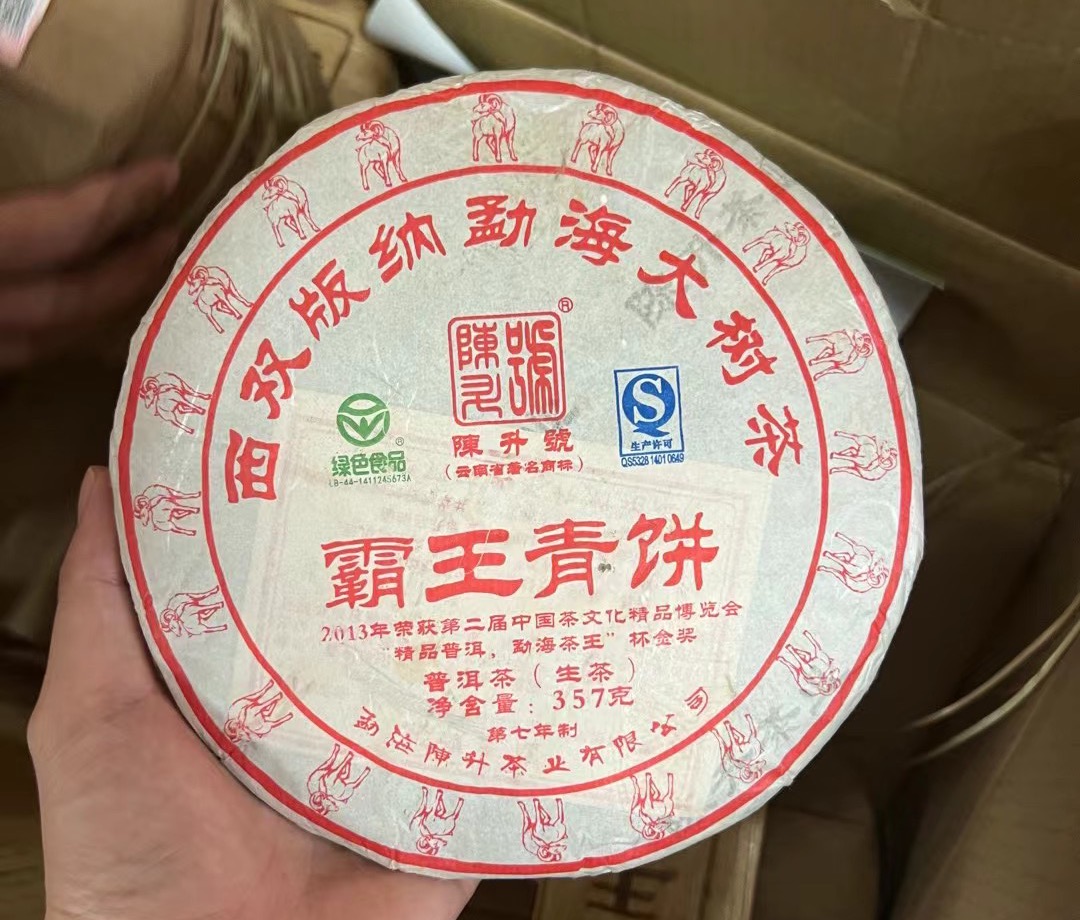 西双版纳勐海大树茶
陳升號
®
陳升號
（云南省著名商标）
®
绿色食品
LB-44-1411245673A
S
生产许可
QS5328 1401 0649
霸王青饼
2013年荣获第二届中国茶文化精品博览会
“精品普洱，勐海茶王”杯金奖
普洱茶（生茶）
净含量：357克
第七年制
勐海陳升茶业有限公司